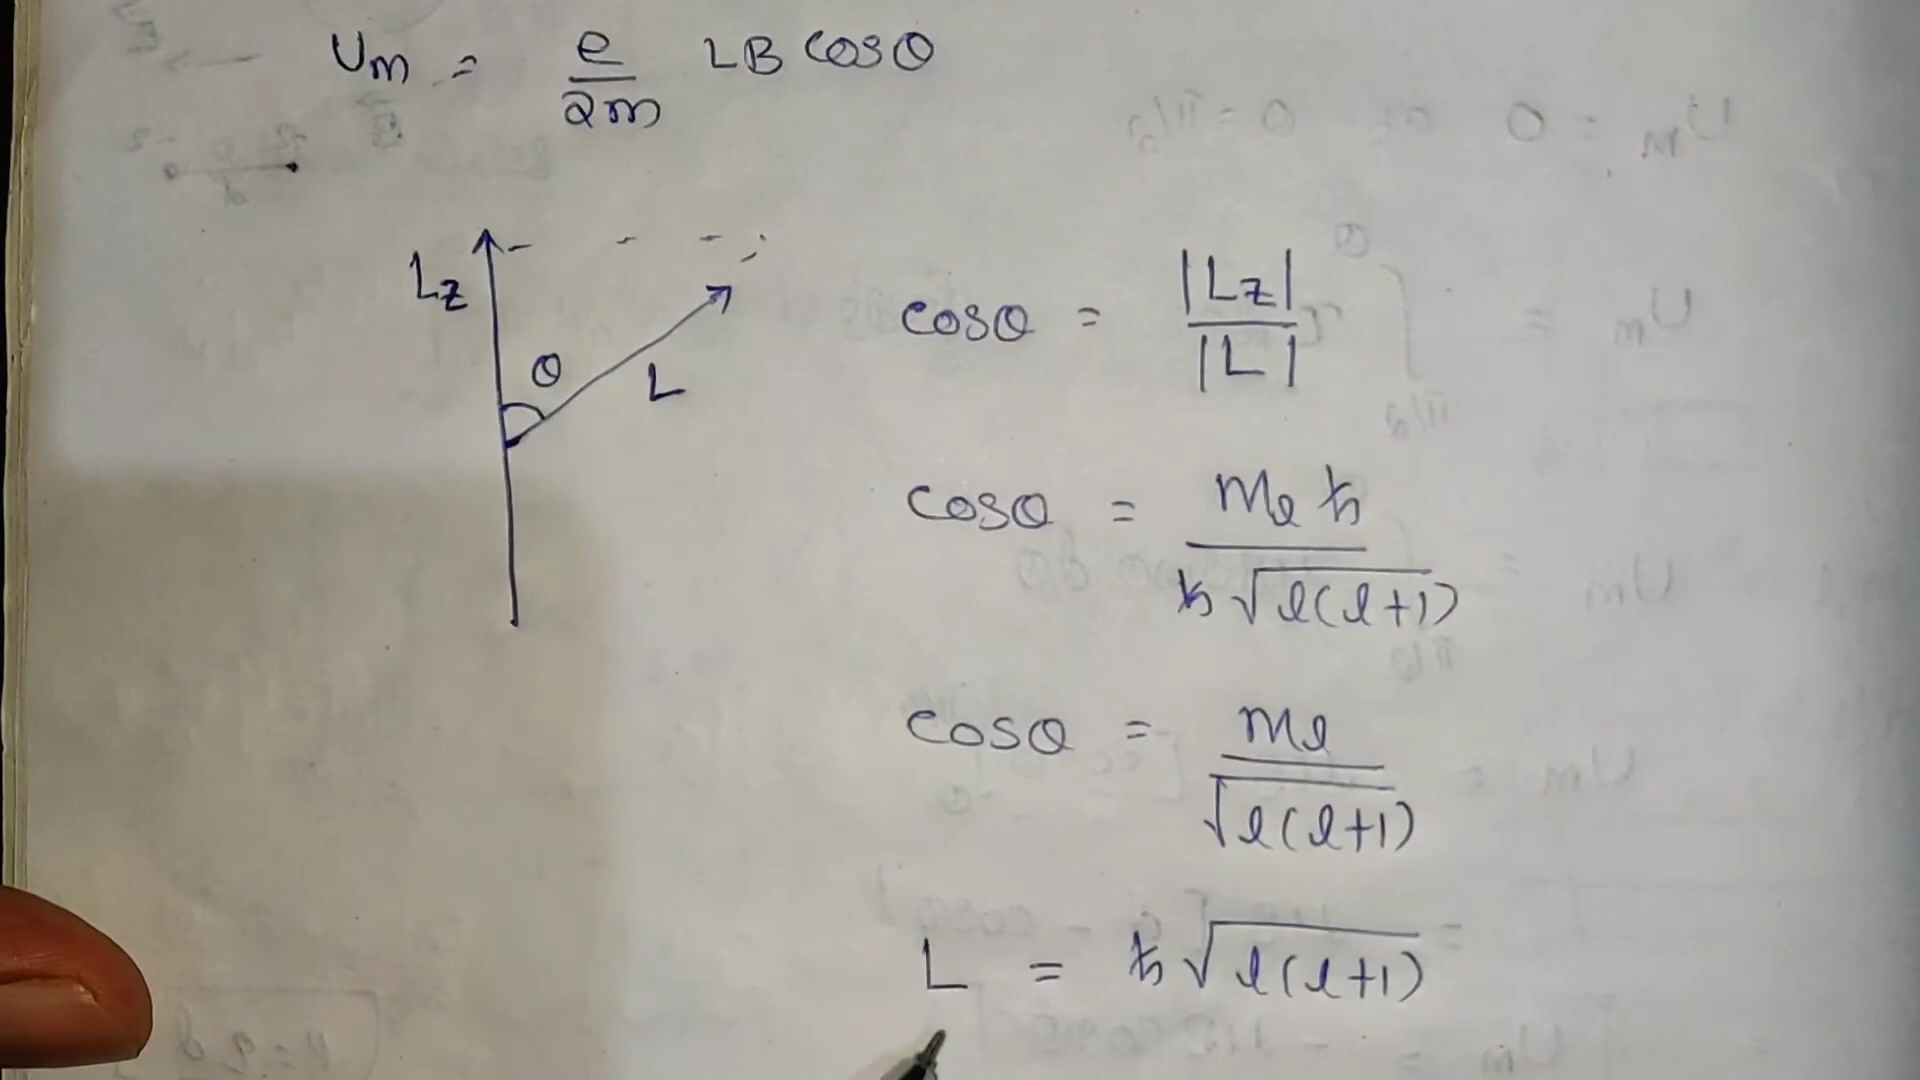 Um = e/2m LB cosθ
Lz
θ
L
cosθ = |Lz|/|L|
cosθ = ml ħ / ħ√l(l+1)
cosθ = ml / √l(l+1)
L = ħ√l(l+1)